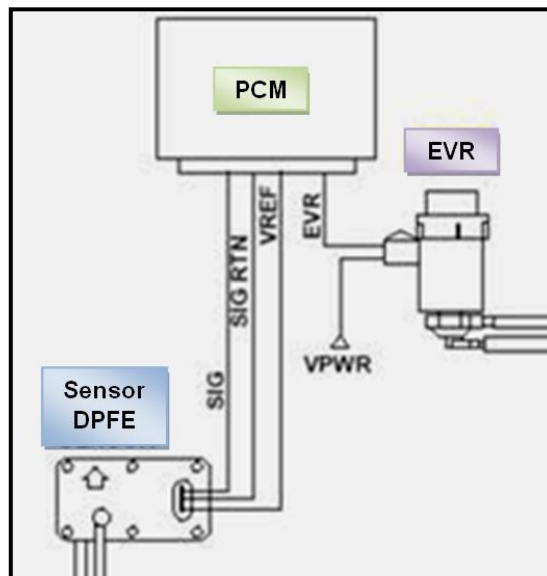 PCM
EVR
SIG
SIG RTN
VREF
EVR
VPWR
Sensor
DPFE